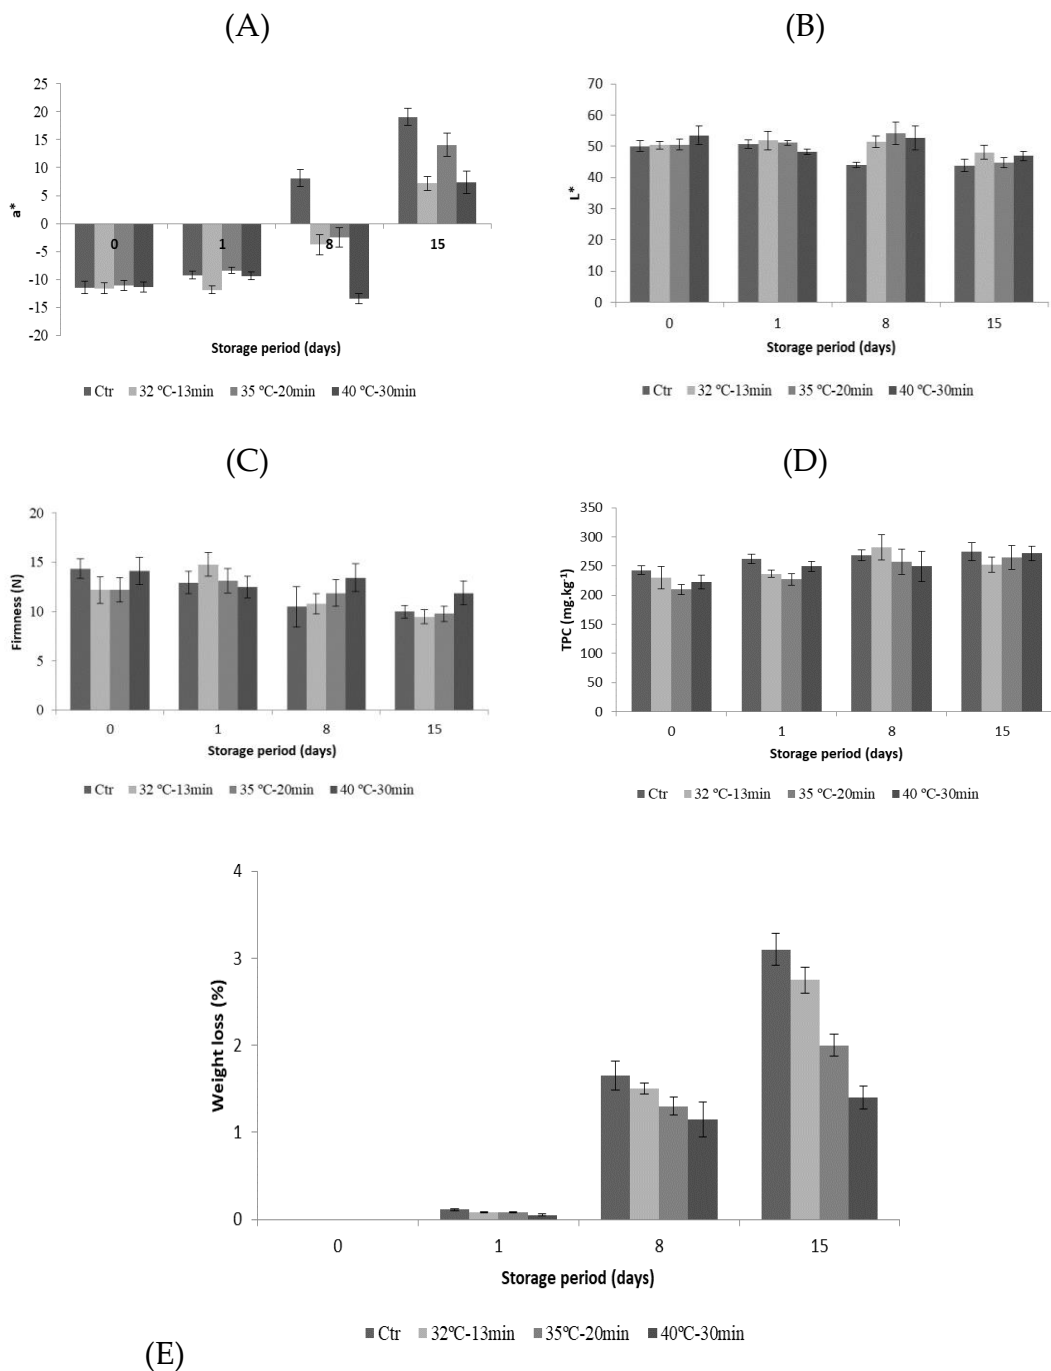 (A)
25
20
15
10
5
0
-5
-10
-15
-20
a*
0
1
8
15
Storage period (days)
Ctr 32 ºC-13min 35 ºC-20min 40 ºC-30min
(B)
70
60
50
40
30
20
10
0
L*
0 1 8 15
Storage period (days)
Ctr 32 ºC-13min 35 ºC-20min 40 ºC-30min
(C)
20
15
10
5
0
Firmness (N)
0 1 8 15
Storage period (days)
Ctr 32 ºC-13min 35 ºC-20min 40 ºC-30min
(D)
350
300
250
200
150
100
50
0
TPC (mg.kg⁻¹)
0 1 8 15
Storage period (days)
Ctr 32 ºC-13min 35 ºC-20min 40 ºC-30min
4
3
2
1
0
Weight loss (%)
0 1 8 15
Storage period (days)
Ctr 32ºC-13min 35ºC-20min 40ºC-30min
(E)